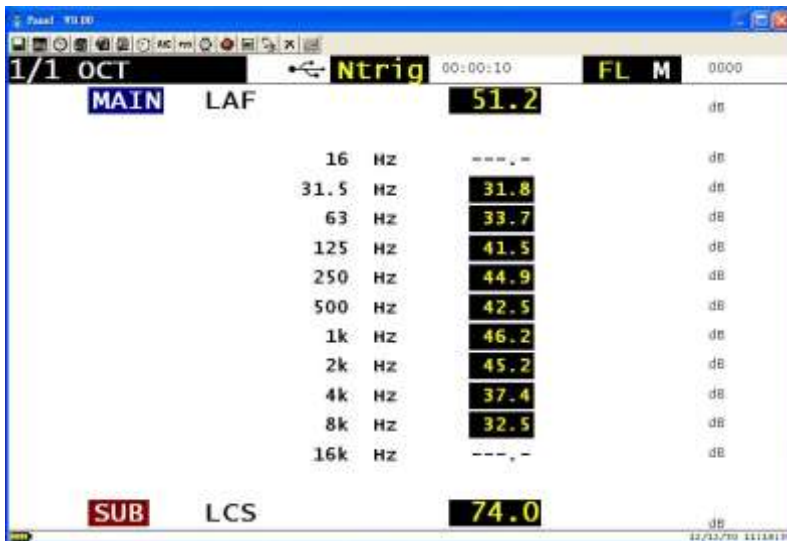 Panel V0.00
1/1 OCT Ntrig 00:00:10 FL M 0000
MAIN LAF 51.2 dB
16 Hz ---.- dB
31.5 Hz 31.8 dB
63 Hz 33.7 dB
125 Hz 41.5 dB
250 Hz 44.9 dB
500 Hz 42.5 dB
1k Hz 46.2 dB
2k Hz 45.2 dB
4k Hz 37.4 dB
8k Hz 32.5 dB
16k Hz ---.- dB
SUB LCS 74.0 dB